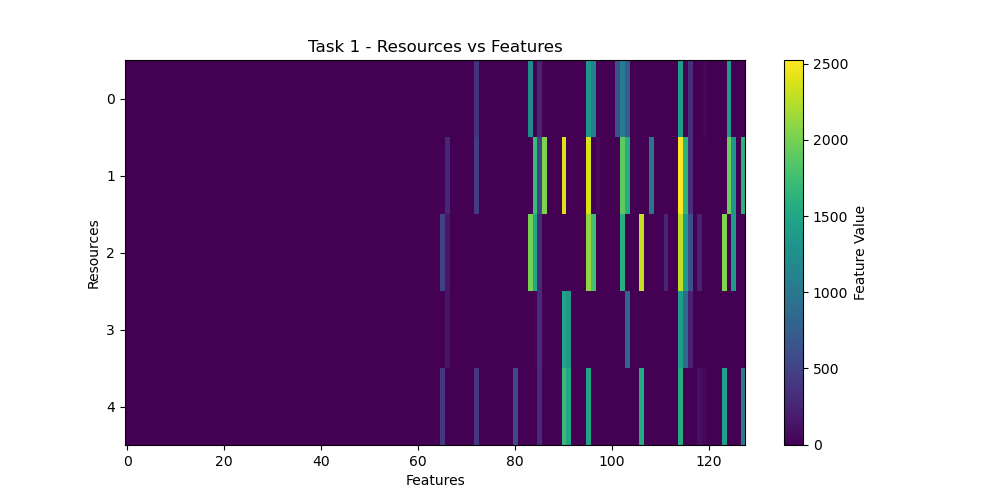 Task 1 - Resources vs Features
Resources
0
1
2
3
4
0 20 40 60 80 100 120
Features
2500
2000
1500
1000
500
0
Feature Value